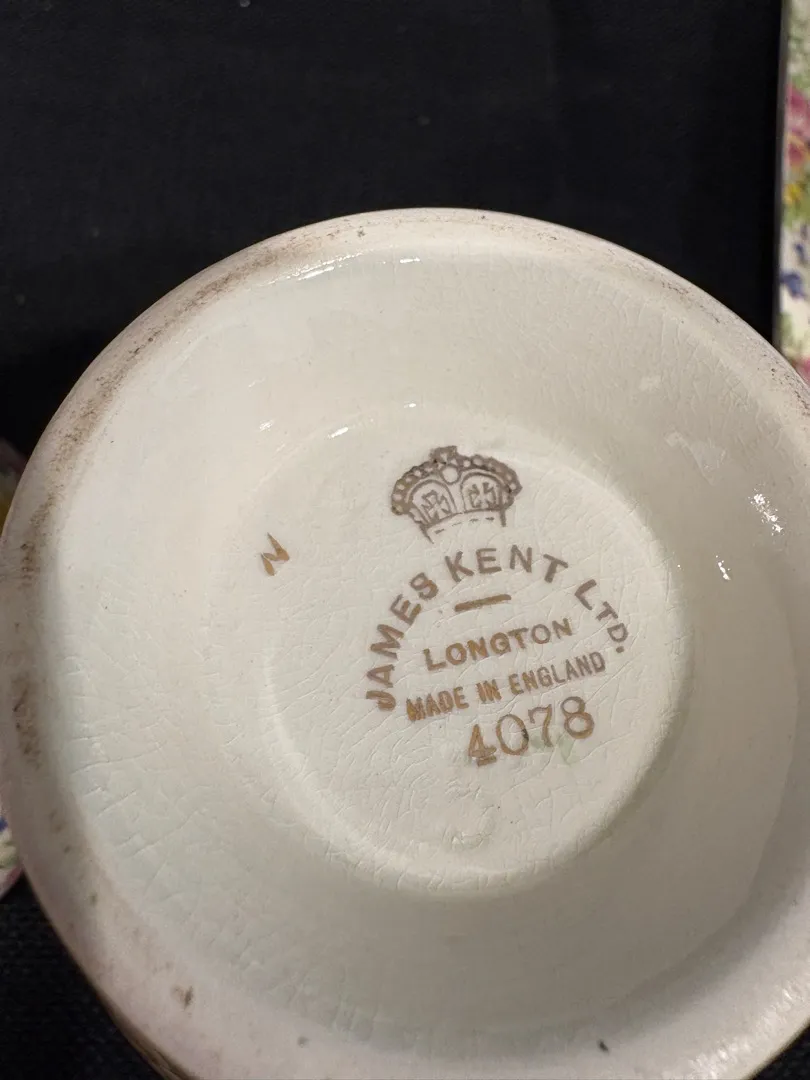 N
JAMES KENT LTD.
LONGTON
MADE IN ENGLAND
4078